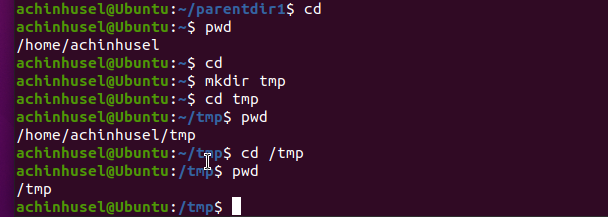 achinhusel@Ubuntu:~/parentdir1$ cd
achinhusel@Ubuntu:~$ pwd
/home/achinhusel
achinhusel@Ubuntu:~$ cd
achinhusel@Ubuntu:~$ mkdir tmp
achinhusel@Ubuntu:~$ cd tmp
achinhusel@Ubuntu:~/tmp$ pwd
/home/achinhusel/tmp
achinhusel@Ubuntu:~/tmp$ cd /tmp
achinhusel@Ubuntu:/tmp$ pwd
/tmp
achinhusel@Ubuntu:/tmp$